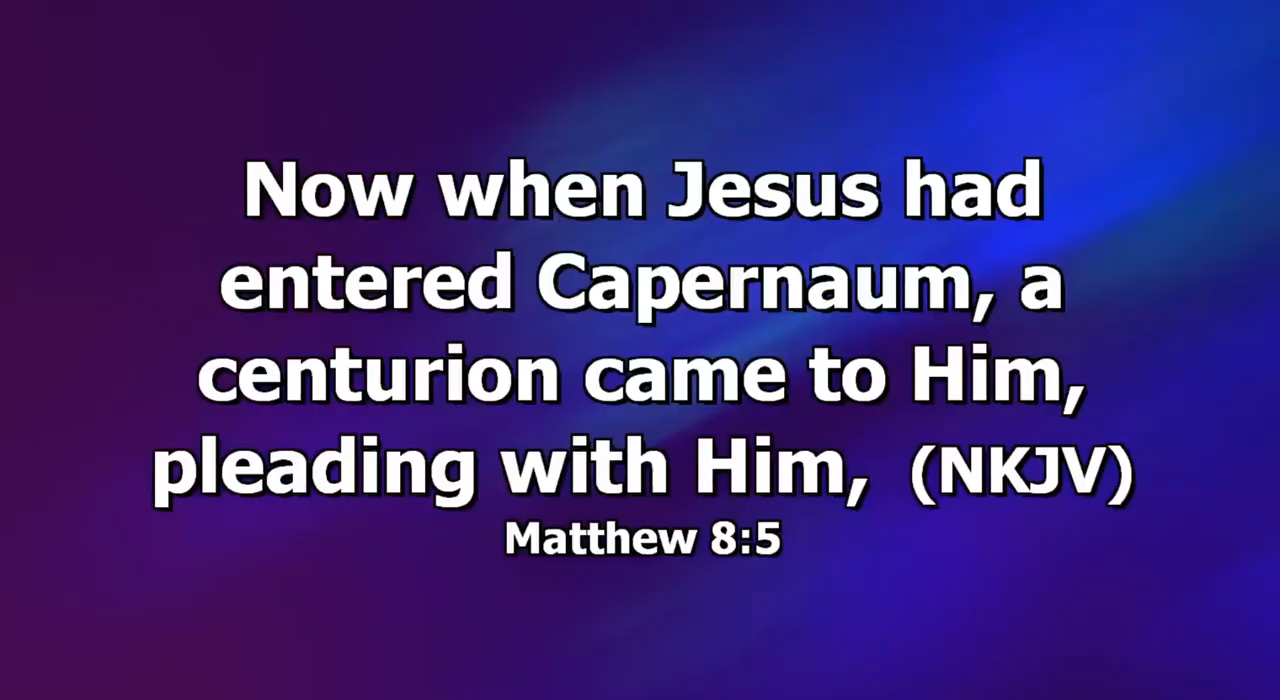 Now when Jesus had
entered Capernaum, a
centurion came to Him,
pleading with Him, (NKJV)
Matthew 8:5